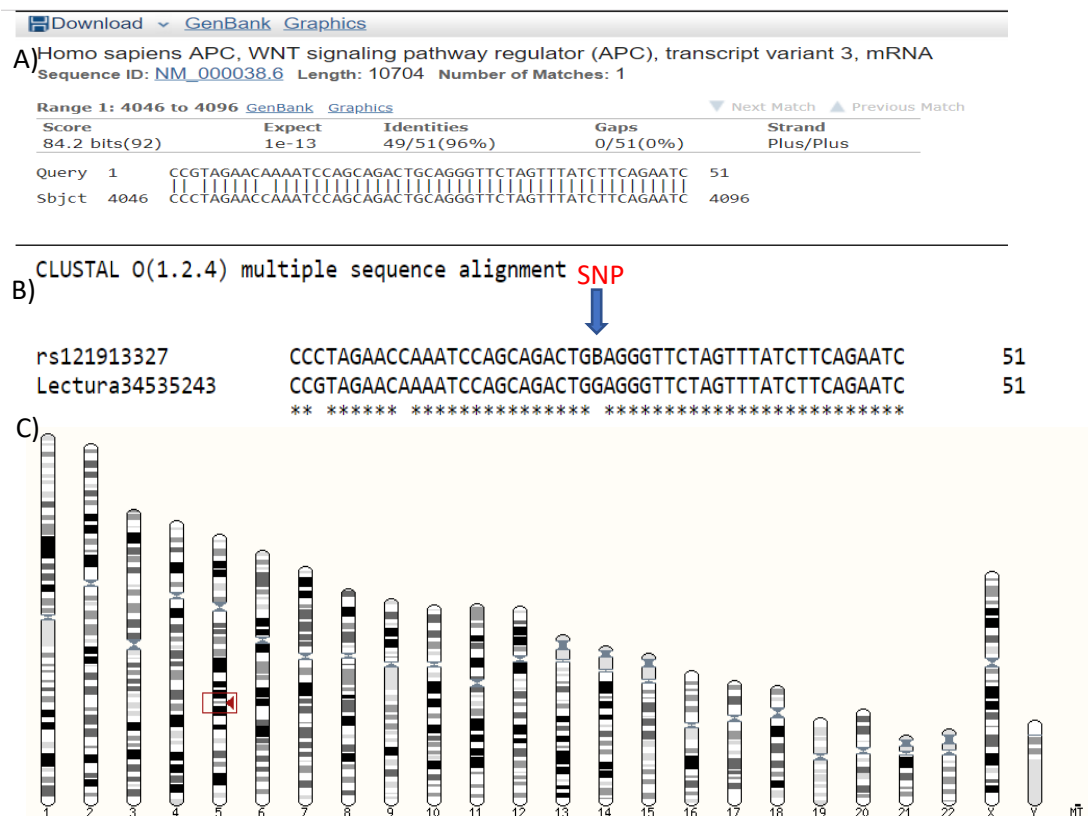 Download GenBank Graphics
A) Homo sapiens APC, WNT signaling pathway regulator (APC), transcript variant 3, mRNA
Sequence ID: NM_000038.6 Length: 10704 Number of Matches: 1
Range 1: 4046 to 4096 GenBank Graphics Next Match Previous Match
Score Expect Identities Gaps Strand
84.2 bits(92) 1e-13 49/51(96%) 0/51(0%) Plus/Plus
Query 1 CCGTAGAACAAAATCCAGCAGACTGCAGGGTTCTAGTTTATCTTCAGAATC 51
|| |||||| |||||||||||||||||||||||||||||||||||||||||
Sbjct 4046 CCCTAGAACCAAATCCAGCAGACTGCAGGGTTCTAGTTTATCTTCAGAATC 4096
CLUSTAL O(1.2.4) multiple sequence alignment SNP
B)
rs121913327 CCCTAGAACCAAATCCAGCAGACTGBAGGGTTCTAGTTTATCTTCAGAATC 51
Lectura34535243 CCGTAGAACAAAATCCAGCAGACTGGAGGGTTCTAGTTTATCTTCAGAATC 51
** ****** *************** *************************
C)
1 2 3 4 5 6 7 8 9 10 11 12 13 14 15 16 17 18 19 20 21 22 X Y MT